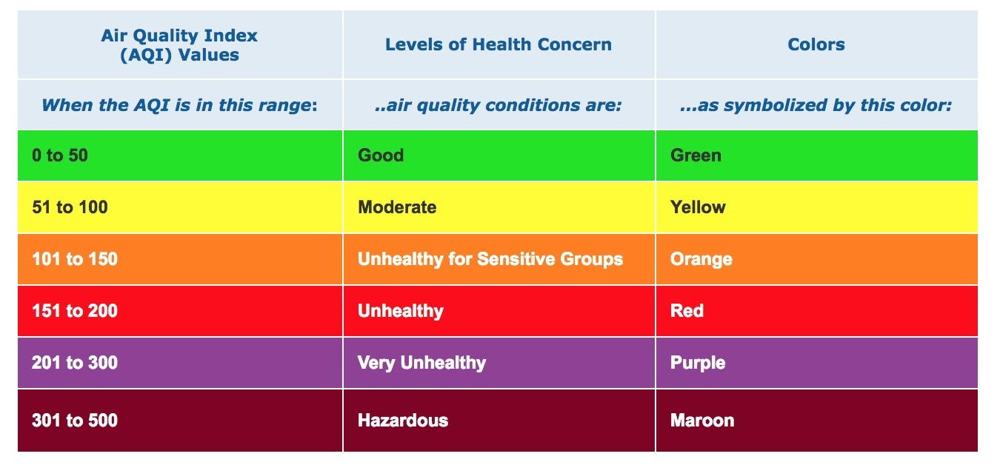 Air Quality Index
(AQI) Values
Levels of Health Concern
Colors
When the AQI is in this range:
..air quality conditions are:
...as symbolized by this color:
0 to 50
Good
Green
51 to 100
Moderate
Yellow
101 to 150
Unhealthy for Sensitive Groups
Orange
151 to 200
Unhealthy
Red
201 to 300
Very Unhealthy
Purple
301 to 500
Hazardous
Maroon